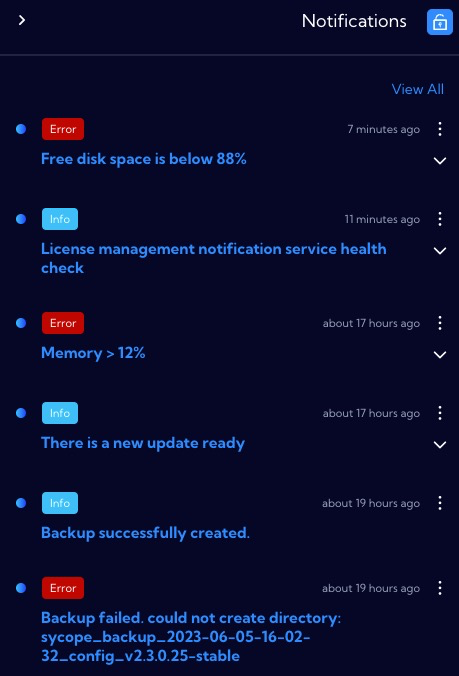 Notifications
View All
Error
7 minutes ago
Free disk space is below 88%
Info
11 minutes ago
License management notification service health
check
Error
about 17 hours ago
Memory > 12%
Info
about 17 hours ago
There is a new update ready
Info
about 19 hours ago
Backup successfully created.
Error
about 19 hours ago
Backup failed. could not create directory:
sycope_backup_2023-06-05-16-02-
32_config_v2.3.0.25-stable